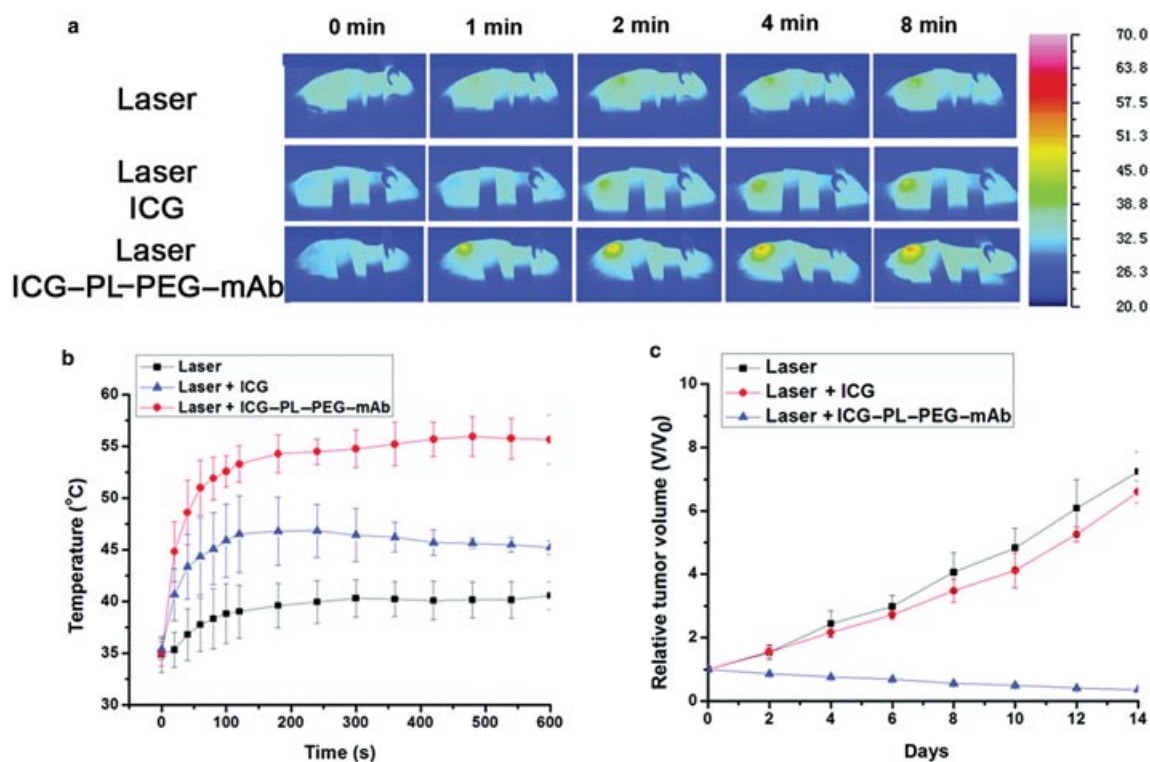 a
0 min 1 min 2 min 4 min 8 min
Laser
Laser
ICG
Laser
ICG–PL–PEG–mAb
70.0
63.8
57.5
51.3
45.0
38.8
32.5
26.3
20.0
b
Laser
Laser + ICG
Laser + ICG–PL–PEG–mAb
60
55
50
45
40
35
30
Temperature (°C)
0 100 200 300 400 500 600
Time (s)
c
Laser
Laser + ICG
Laser + ICG–PL–PEG–mAb
10
8
6
4
2
0
Relative tumor volume (V/V0)
0 2 4 6 8 10 12 14
Days